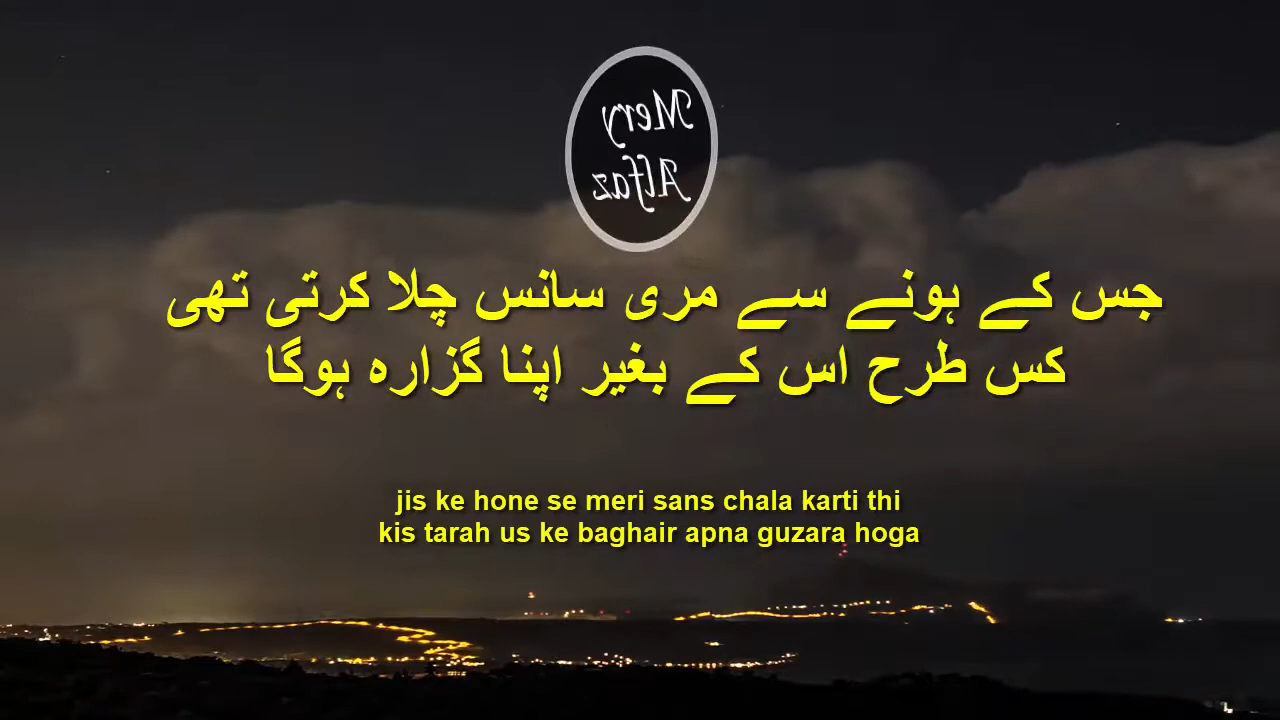 Mery
Alfaz
جس کے ہونے سے مری سانس چلا کرتی تھی
کس طرح اس کے بغیر اپنا گزارہ ہوگا
jis ke hone se meri sans chala karti thi
kis tarah us ke baghair apna guzara hoga